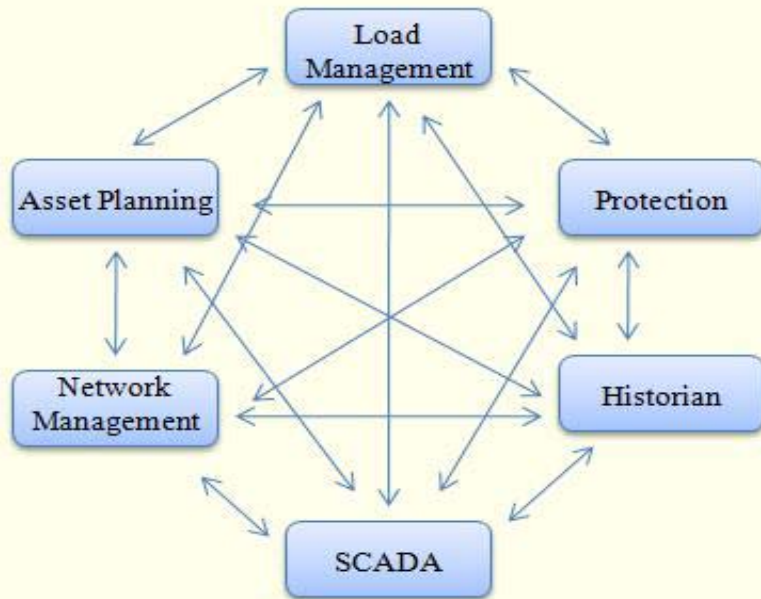 Load
Management
Asset Planning
Protection
Network
Management
Historian
SCADA